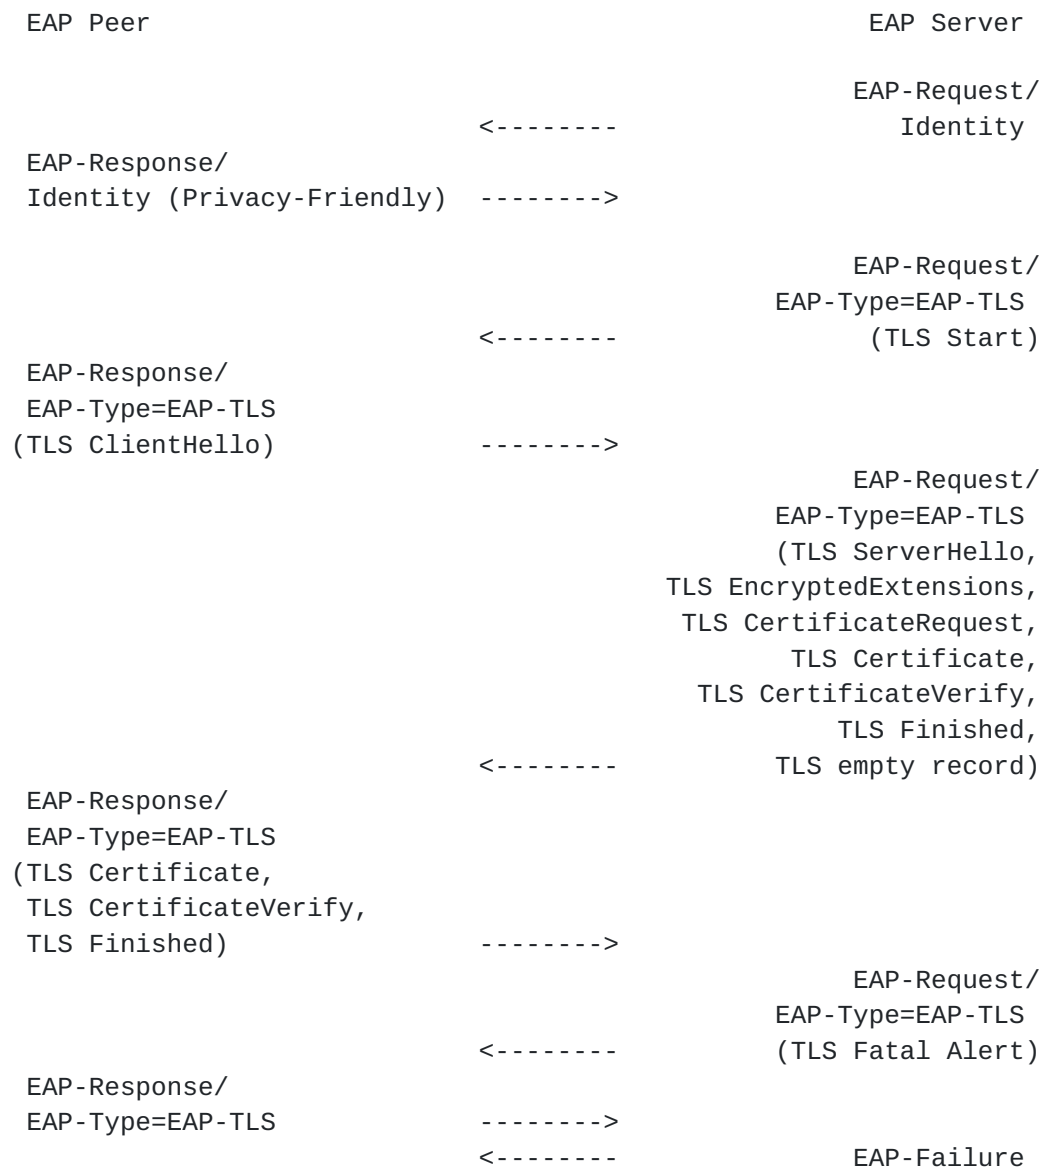 EAP Peer                                              EAP Server
EAP-Request/
<--------                  Identity
EAP-Response/
Identity (Privacy-Friendly)  -------->
EAP-Request/
EAP-Type=EAP-TLS
<--------                (TLS Start)
EAP-Response/
EAP-Type=EAP-TLS
(TLS ClientHello)             -------->
EAP-Request/
EAP-Type=EAP-TLS
(TLS ServerHello,
TLS EncryptedExtensions,
TLS CertificateRequest,
TLS Certificate,
TLS CertificateVerify,
TLS Finished,
<--------          TLS empty record)
EAP-Response/
EAP-Type=EAP-TLS
(TLS Certificate,
TLS CertificateVerify,
TLS Finished)                -------->
EAP-Request/
EAP-Type=EAP-TLS
<--------          (TLS Fatal Alert)
EAP-Response/
EAP-Type=EAP-TLS             -------->
<--------               EAP-Failure